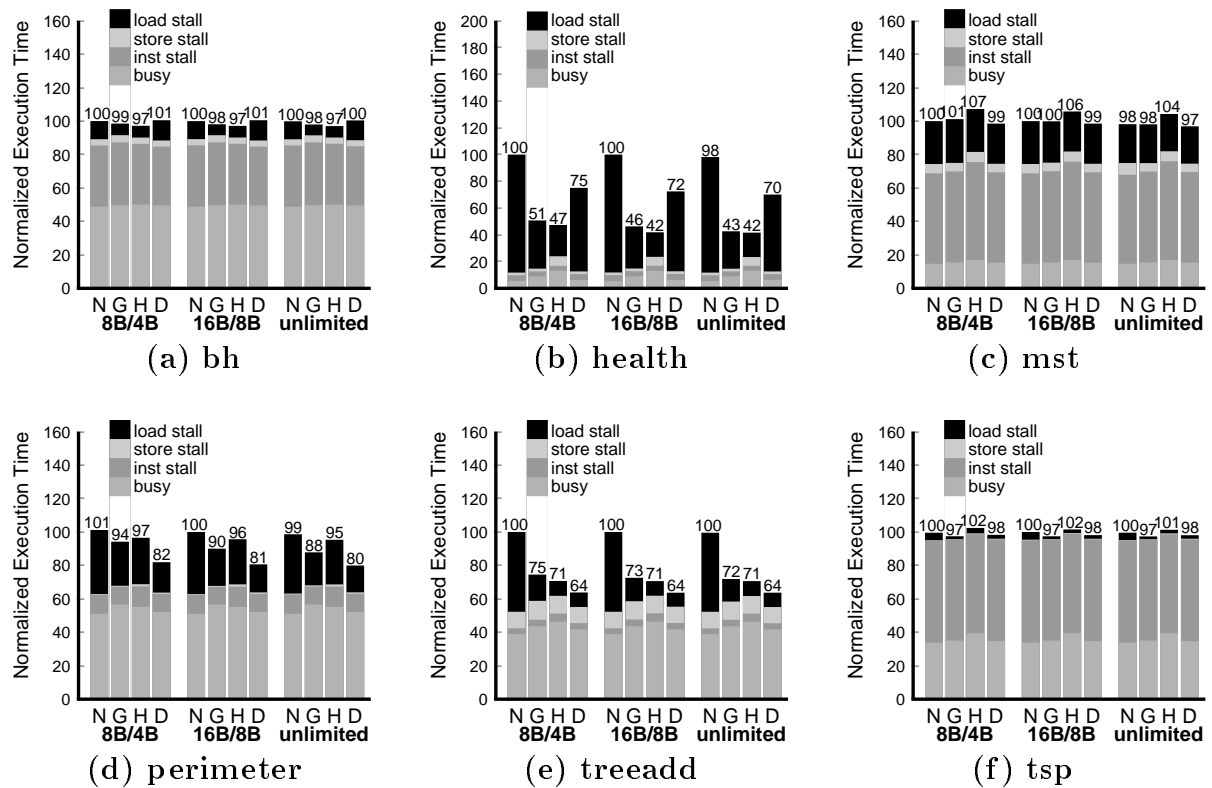 Normalized Execution Time
160
140
120
100
80
60
40
20
0
load stall
store stall
inst stall
busy
100 99 97 101 100 98 97 101 100 98 97 100
N G H D N G H D N G H D
8B/4B 16B/8B unlimited
(a) bh
Normalized Execution Time
200
180
160
140
120
100
80
60
40
20
0
load stall
store stall
inst stall
busy
100 51 47 75 100 46 42 72 98 43 42 70
N G H D N G H D N G H D
8B/4B 16B/8B unlimited
(b) health
Normalized Execution Time
160
140
120
100
80
60
40
20
0
load stall
store stall
inst stall
busy
100 101 107 99 100 100 106 99 98 98 104 97
N G H D N G H D N G H D
8B/4B 16B/8B unlimited
(c) mst
Normalized Execution Time
160
140
120
100
80
60
40
20
0
load stall
store stall
inst stall
busy
101 94 97 82 100 90 96 81 99 88 95 80
N G H D N G H D N G H D
8B/4B 16B/8B unlimited
(d) perimeter
Normalized Execution Time
160
140
120
100
80
60
40
20
0
load stall
store stall
inst stall
busy
100 75 71 64 100 73 71 64 100 72 71 64
N G H D N G H D N G H D
8B/4B 16B/8B unlimited
(e) treeadd
Normalized Execution Time
160
140
120
100
80
60
40
20
0
load stall
store stall
inst stall
busy
100 97 102 98 100 97 102 98 100 97 101 98
N G H D N G H D N G H D
8B/4B 16B/8B unlimited
(f) tsp